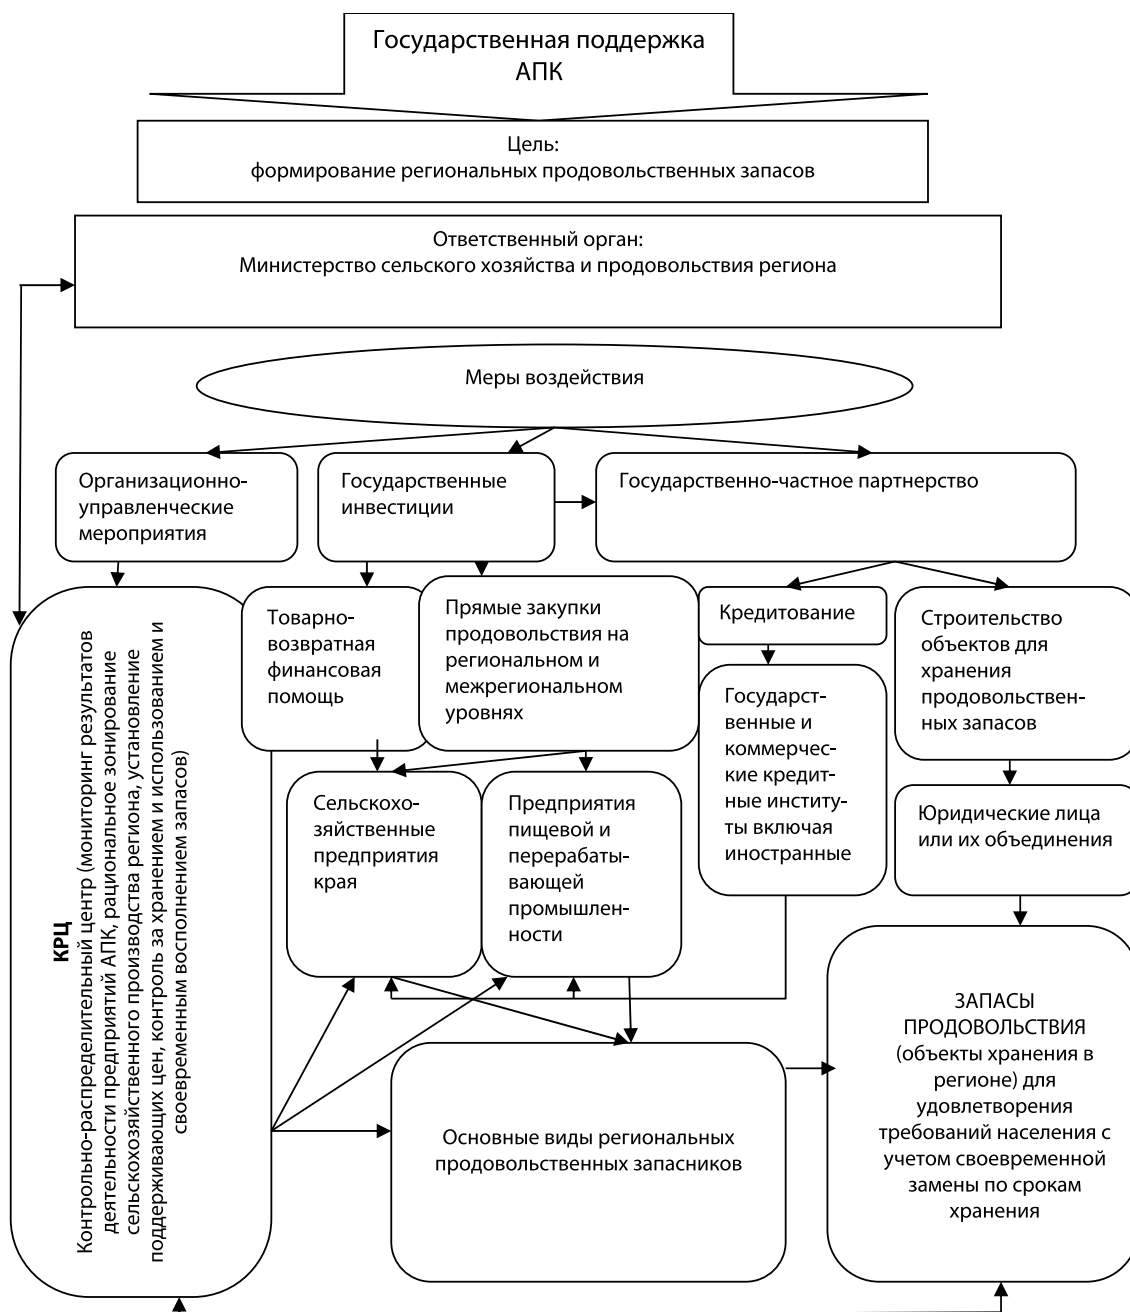 Государственная поддержка
АПК
Цель:
формирование региональных продовольственных запасов
Ответственный орган:
Министерство сельского хозяйства и продовольствия региона
Меры воздействия
Организационно-
управленческие
мероприятия
Государственные
инвестиции
Государственно-частное партнерство
КРЦ
Контрольно-распределительный центр (мониторинг результатов
деятельности предприятий АПК, рациональное зонирование
сельскохозяйственного производства региона, установление
поддерживающих цен, контроль за хранением и использованием и
своевременным восполнением запасов)
Товарно-
возвратная
финансовая
помощь
Прямые закупки
продовольствия на
региональном и
межрегиональном
уровнях
Кредитование
Строительство
объектов для
хранения
продовольствен-
ных запасов
Государст-
венные и
коммерчес-
кие кредит-
ные институ-
ты включая
иностранные
Сельскохо-
зяйственные
предприятия
края
Предприятия
пищевой и
перерабаты-
вающей
промышлен-
ности
Юридические лица
или их объединения
Основные виды региональных
продовольственных запасников
ЗАПАСЫ
ПРОДОВОЛЬСТВИЯ
(объекты хранения в
регионе) для
удовлетворения
требований населения с
учетом своевременной
замены по срокам
хранения